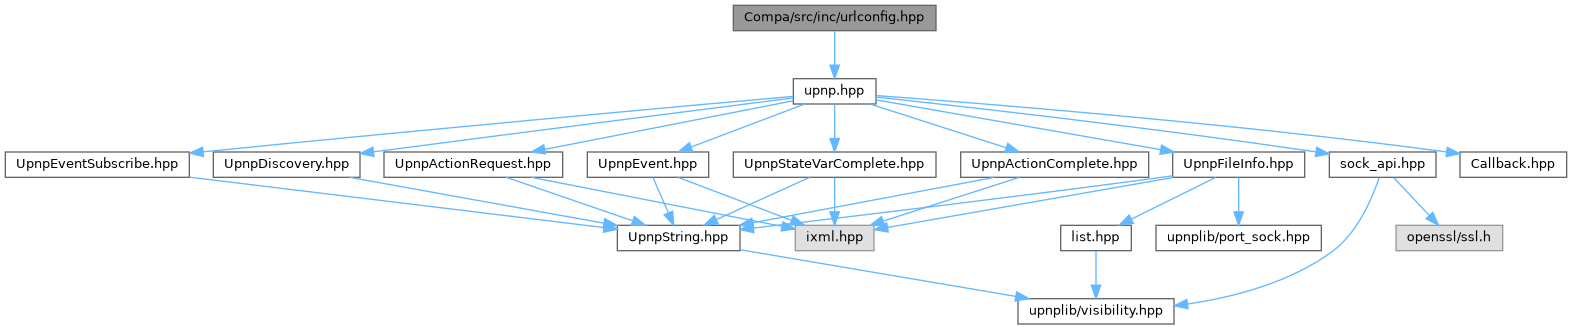 Compa/src/inc/urlconfig.hpp
upnp.hpp
UpnpEventSubscribe.hpp
UpnpDiscovery.hpp
UpnpActionRequest.hpp
UpnpEvent.hpp
UpnpStateVarComplete.hpp
UpnpActionComplete.hpp
UpnpFileInfo.hpp
sock_api.hpp
Callback.hpp
UpnpString.hpp
ixml.hpp
list.hpp
upnplib/port_sock.hpp
openssl/ssl.h
upnplib/visibility.hpp